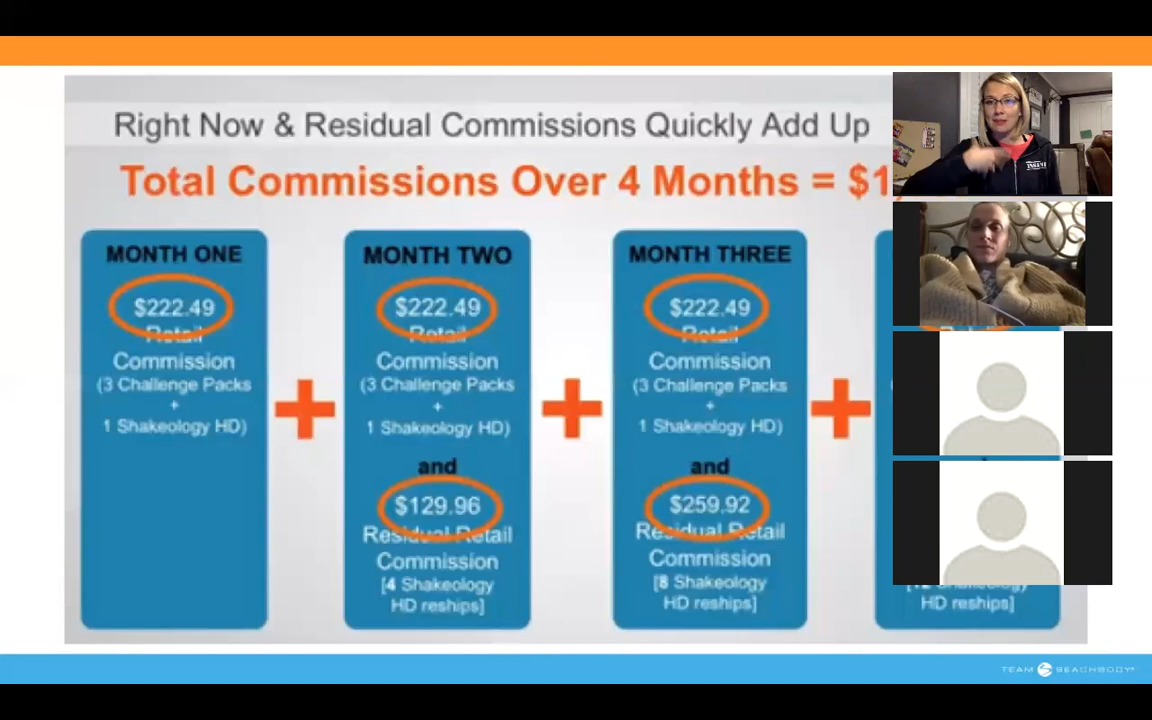 Right Now & Residual Commissions Quickly Add Up
Total Commissions Over 4 Months = $1,
MONTH ONE
$222.49
Retail
Commission
(3 Challenge Packs
+
1 Shakeology HD)
+
MONTH TWO
$222.49
Retail
Commission
(3 Challenge Packs
+
1 Shakeology HD)
and
$129.96
Residual Retail
Commission
[4 Shakeology
HD reships]
+
MONTH THREE
$222.49
Retail
Commission
(3 Challenge Packs
+
1 Shakeology HD)
and
$259.92
Residual Retail
Commission
[8 Shakeology
HD reships]
+
HD reships]
TEAM BEACHBODY